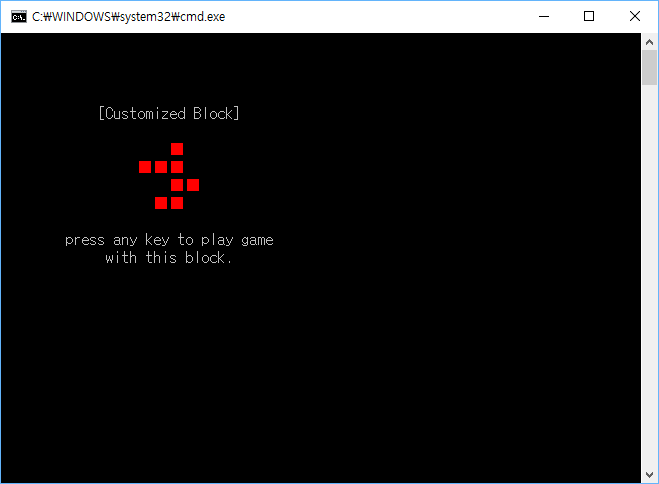 C:₩WINDOWS₩system32₩cmd.exe
[Customized Block]
press any key to play game
with this block.